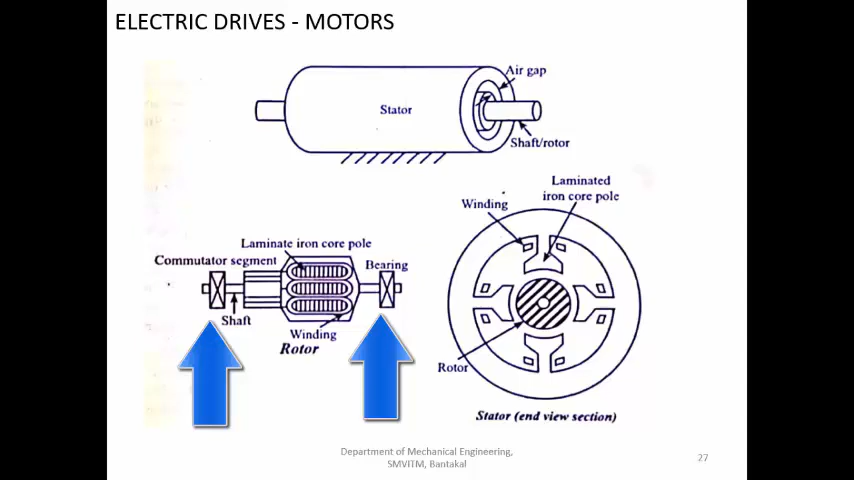 ELECTRIC DRIVES - MOTORS
Air gap
Stator
Shaft/rotor
Laminated
iron core pole
Winding
Laminate iron core pole
Commutator segment
Bearing
Shaft
Winding
Rotor
Rotor
Stator (end view section)
Department of Mechanical Engineering,
SMVITM, Bantakal
27